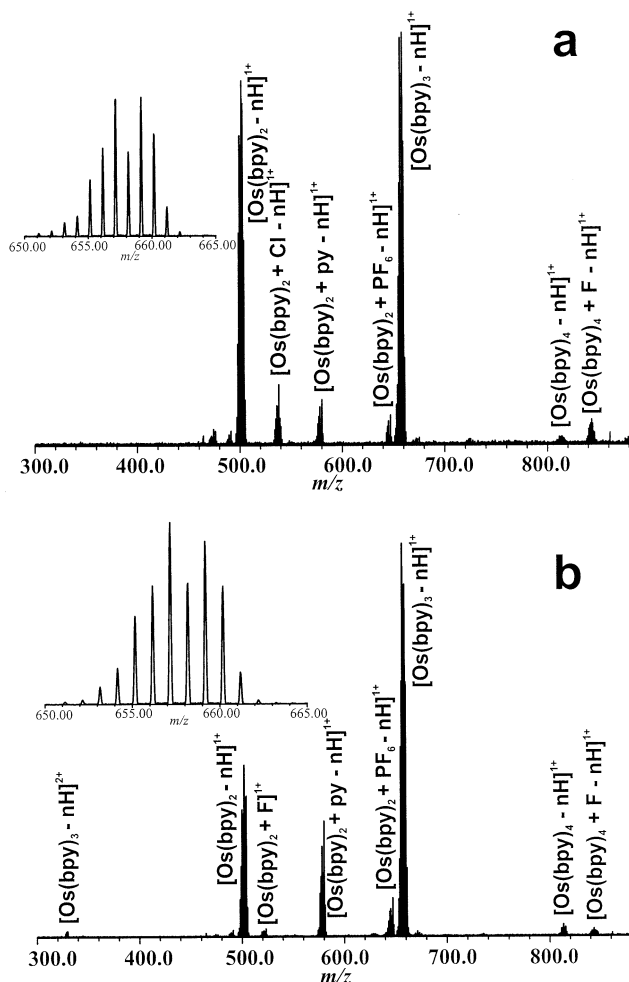 a
[Os(bpy)₂ - nH]¹⁺
[Os(bpy)₂ + Cl - nH]¹⁺
[Os(bpy)₂ + py - nH]¹⁺
[Os(bpy)₂ + PF₆ - nH]¹⁺
[Os(bpy)₃ - nH]¹⁺
[Os(bpy)₄ - nH]¹⁺
[Os(bpy)₄ + F - nH]¹⁺
650.00 655.00 660.00 665.00
m/z
300.0 400.0 500.0 600.0 700.0 800.0
m/z
b
[Os(bpy)₃ - nH]²⁺
[Os(bpy)₂ - nH]¹⁺
[Os(bpy)₂ + F]¹⁺
[Os(bpy)₂ + py - nH]¹⁺
[Os(bpy)₂ + PF₆ - nH]¹⁺
[Os(bpy)₃ - nH]¹⁺
[Os(bpy)₄ - nH]¹⁺
[Os(bpy)₄ + F - nH]¹⁺
650.00 655.00 660.00 665.00
m/z
300.0 400.0 500.0 600.0 700.0 800.0
m/z